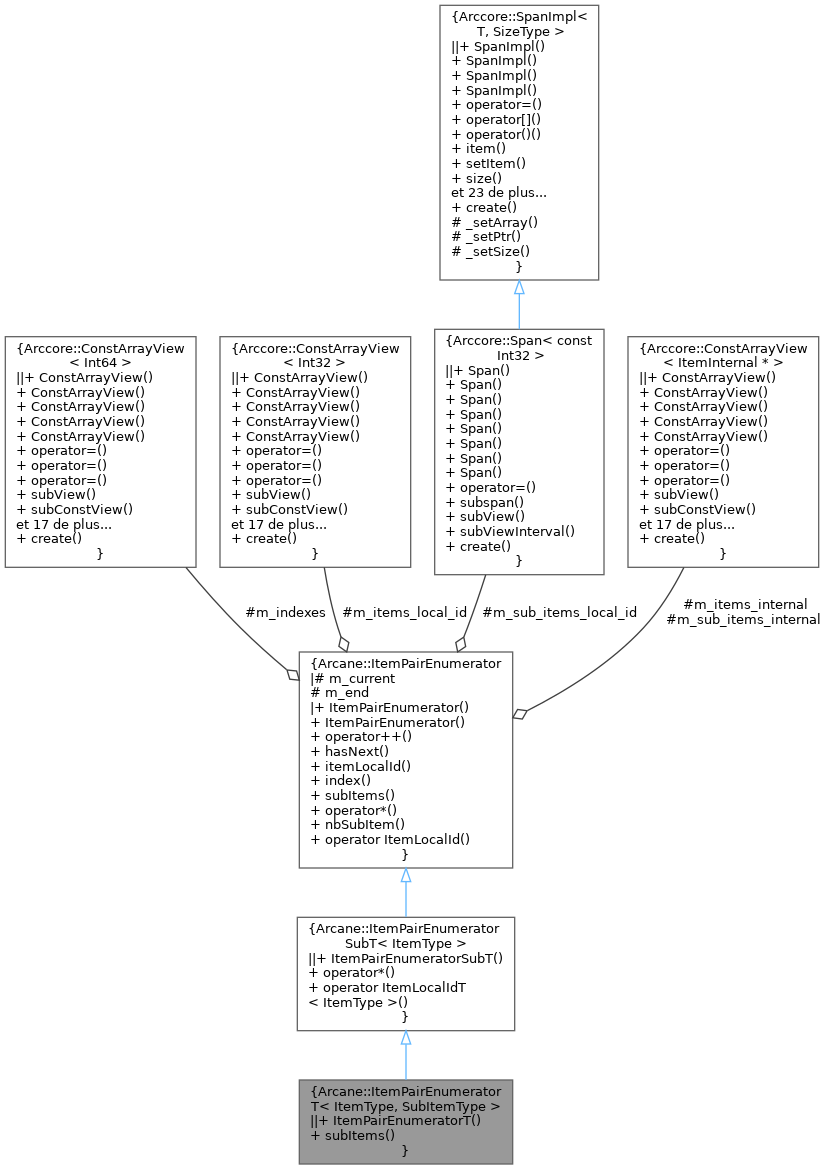 {Arccore::SpanImpl<
T, SizeType >
||+ SpanImpl()
+ SpanImpl()
+ SpanImpl()
+ SpanImpl()
+ operator=()
+ operator[]()
+ operator()()
+ item()
+ setItem()
+ size()
et 23 de plus...
+ create()
# _setArray()
# _setPtr()
# _setSize()
}
{Arccore::ConstArrayView
< Int64 >
||+ ConstArrayView()
+ ConstArrayView()
+ ConstArrayView()
+ ConstArrayView()
+ ConstArrayView()
+ operator=()
+ operator=()
+ operator=()
+ subView()
+ subConstView()
et 17 de plus...
+ create()
}
{Arccore::ConstArrayView
< Int32 >
||+ ConstArrayView()
+ ConstArrayView()
+ ConstArrayView()
+ ConstArrayView()
+ ConstArrayView()
+ operator=()
+ operator=()
+ operator=()
+ subView()
+ subConstView()
et 17 de plus...
+ create()
}
{Arccore::Span< const
Int32 >
||+ Span()
+ Span()
+ Span()
+ Span()
+ Span()
+ Span()
+ Span()
+ Span()
+ operator=()
+ subspan()
+ subView()
+ subViewInterval()
+ create()
}
{Arccore::ConstArrayView
< ItemInternal * >
||+ ConstArrayView()
+ ConstArrayView()
+ ConstArrayView()
+ ConstArrayView()
+ ConstArrayView()
+ operator=()
+ operator=()
+ operator=()
+ subView()
+ subConstView()
et 17 de plus...
+ create()
}
#m_indexes
#m_items_local_id
#m_sub_items_local_id
#m_items_internal
#m_sub_items_internal
{Arcane::ItemPairEnumerator
|# m_current
# m_end
|+ ItemPairEnumerator()
+ ItemPairEnumerator()
+ operator++()
+ hasNext()
+ itemLocalId()
+ index()
+ subItems()
+ operator*()
+ nbSubItem()
+ operator ItemLocalId()
}
{Arcane::ItemPairEnumerator
SubT< ItemType >
||+ ItemPairEnumeratorSubT()
+ operator*()
+ operator ItemLocalIdT
< ItemType >()
}
{Arcane::ItemPairEnumerator
T< ItemType, SubItemType >
||+ ItemPairEnumeratorT()
+ subItems()
}